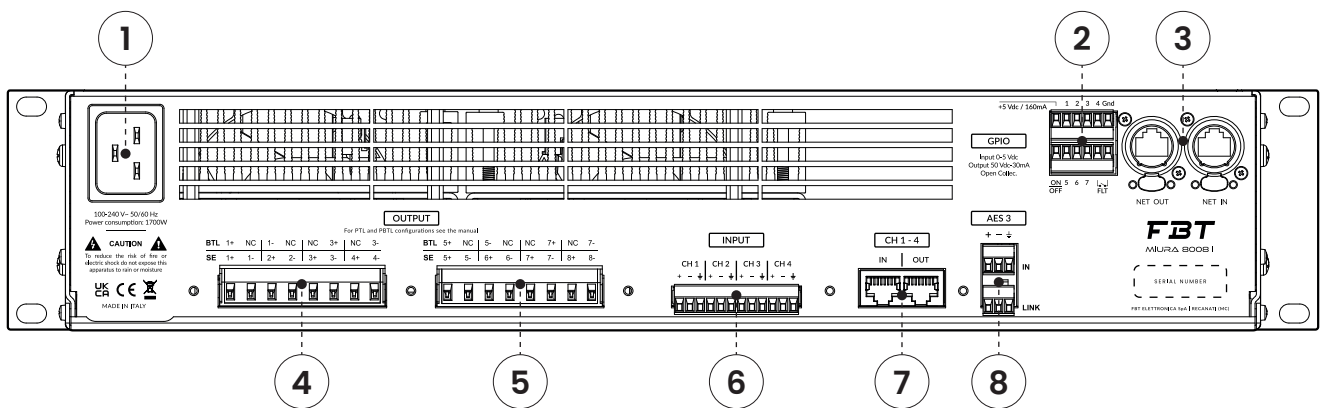 1
2
3
+5 Vdc / 160mA
1 2 3 4 Gnd
GPIO
Input 0-5 Vdc
Output 50 Vdc-30mA
Open Collec.
ON
OFF
5 6 7
FLT
NET OUT
NET IN
100-240 V~ 50/60 Hz
Power consumption: 1700W
CAUTION
To reduce the risk of fire or
electric shock do not expose this
apparatus to rain or moisture
UK
CA CE
MADE IN ITALY
OUTPUT
For PTL and PBTL configurations see the manual
BTL 1+ NC 1- NC NC 3+ NC 3-
SE 1+ 1- 2+ 2- 3+ 3- 4+ 4-
BTL 5+ NC 5- NC NC 7+ NC 7-
SE 5+ 5- 6+ 6- 7+ 7- 8+ 8-
INPUT
CH 1 CH 2 CH 3 CH 4
+ - + - + - + -
CH 1 - 4
IN OUT
AES 3
+ -
IN
LINK
FBT
MIURA 8008 I
SERIAL NUMBER
FBT ELETTRONICA SpA | RECANATI (MC)
4
5
6
7
8